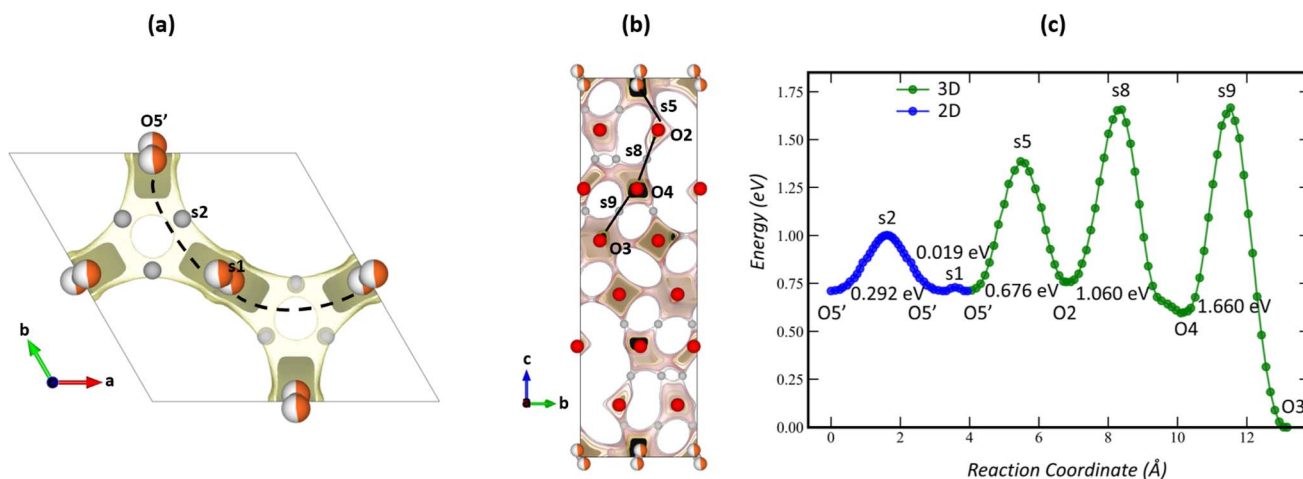 (a)
(b)
(c)
O5'
s2
s1
b
a
s5
O2
s8
O4
s9
O3
c
b
3D
2D
s2
s1
s5
s8
s9
0.019 eV
0.292 eV
0.676 eV
1.060 eV
1.660 eV
O5'
O5'
O5'
O2
O4
O3
Energy (eV)
1.75
1.50
1.25
1.00
0.75
0.50
0.25
0.00
0
2
4
6
8
10
12
Reaction Coordinate (Å)